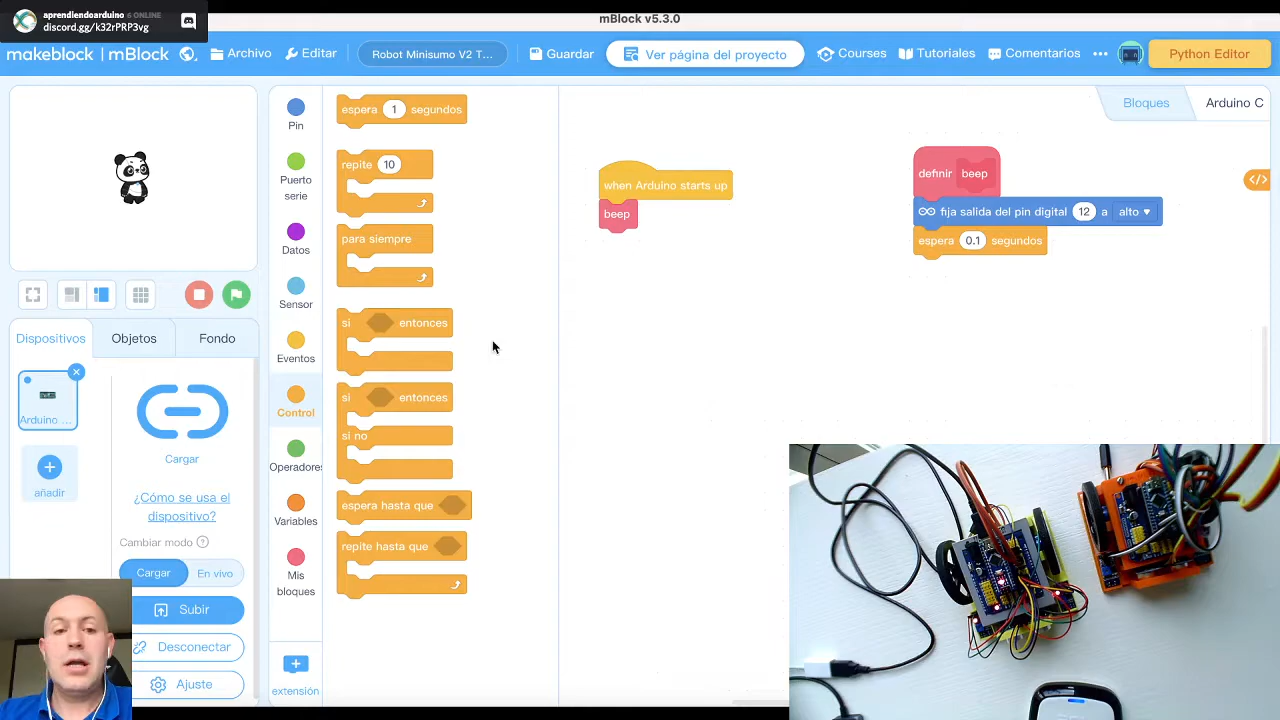 aprendiendoarduino 6 ONLINE
discord.gg/k32rPRP3vg
mBlock v5.3.0
makeblock | mBlock
Archivo
Editar
Robot Minisumo V2 T...
Guardar
Ver página del proyecto
Courses
Tutoriales
Comentarios
Python Editor
Pin
Puerto
serie
Datos
Sensor
Eventos
Control
Operadores
Variables
Mis
bloques
extensión
espera 1 segundos
repite 10
para siempre
si entonces
si entonces
si no
espera hasta que
repite hasta que
when Arduino starts up
beep
definir beep
fija salida del pin digital 12 a alto
espera 0.1 segundos
Bloques
Arduino C
</>
Dispositivos
Objetos
Fondo
Arduino ...
añadir
Cargar
¿Cómo se usa el
dispositivo?
Cambiar modo
Cargar
En vivo
Subir
Desconectar
Ajuste